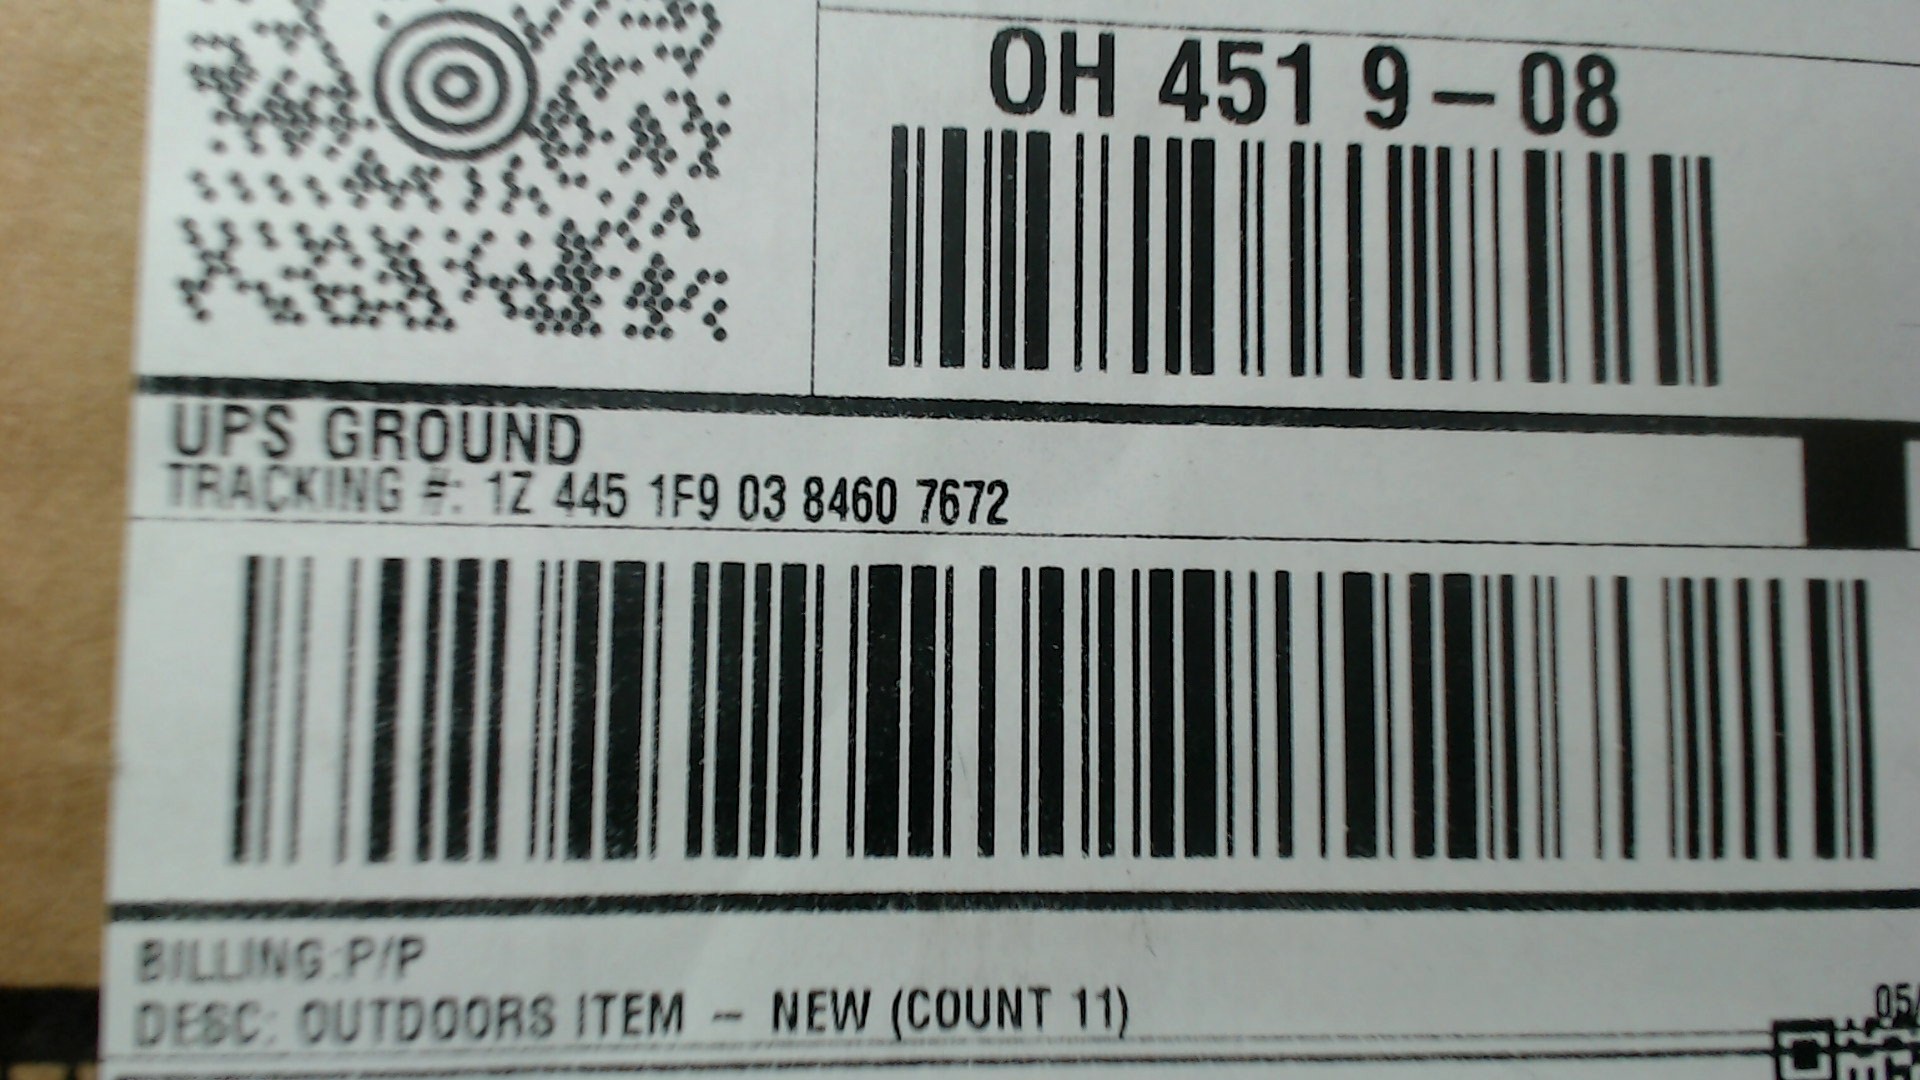 OH 451 9-08
UPS GROUND
TRACKING #: 1Z 445 1F9 03 8460 7672
BILLING:P/P
DESC: OUTDOORS ITEM - NEW (COUNT 11)
05/